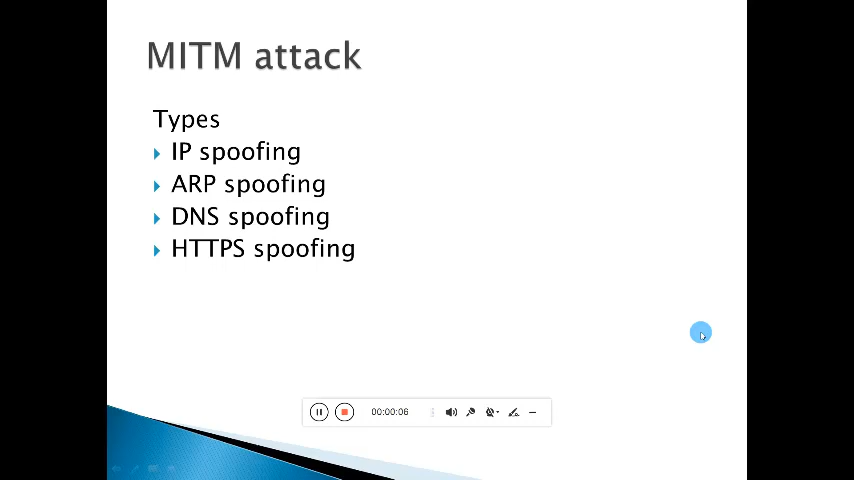 MITM attack
Types
IP spoofing
ARP spoofing
DNS spoofing
HTTPS spoofing
00:00:06